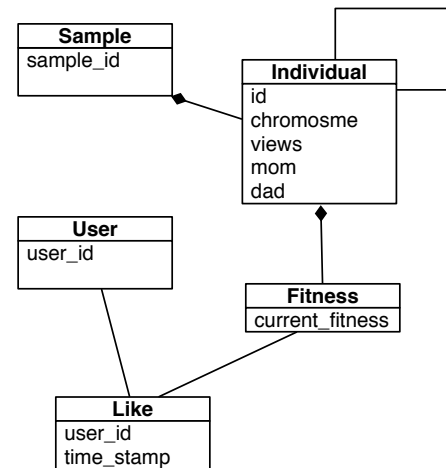 Sample
sample_id
Individual
id
chromosme
views
mom
dad
User
user_id
Fitness
current_fitness
Like
user_id
time_stamp